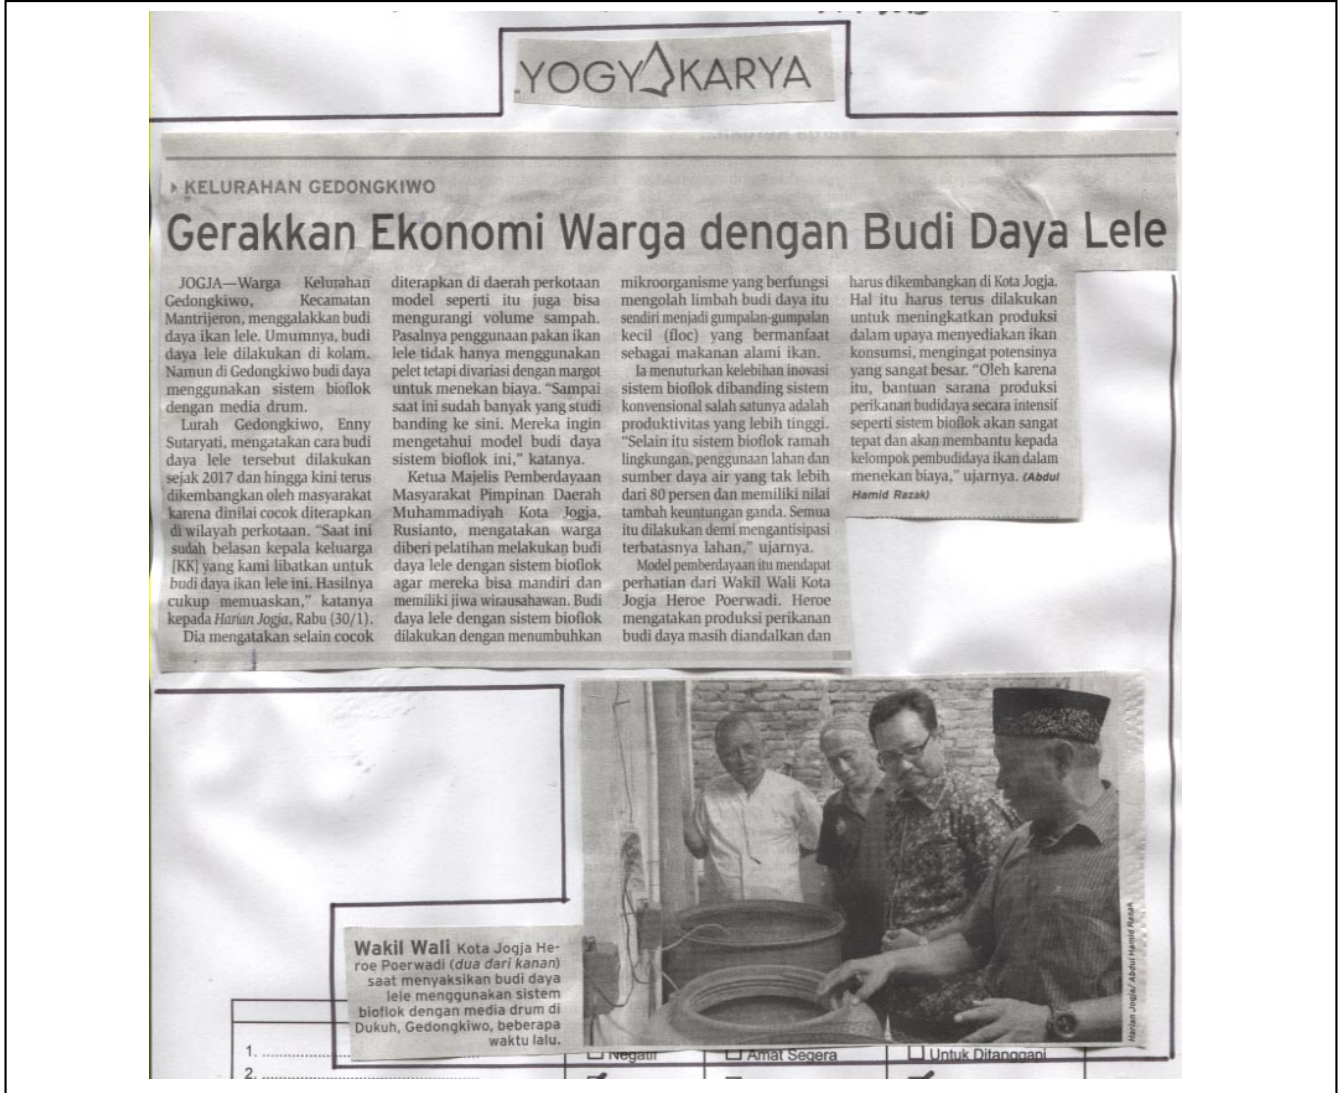 YOGYAKARYA
KELURAHAN GEDONGKIWO
Gerakkan Ekonomi Warga dengan Budi Daya Lele
JOGJA—Warga Kelurahan
Gedongkiwo, Kecamatan
Mantrijeron, menggalakkan budi
daya ikan lele. Umumnya, budi
daya lele dilakukan di kolam.
Namun di Gedongkiwo budi daya
menggunakan sistem bioflok
dengan media drum.
Lurah Gedongkiwo, Enny
Sutaryati, mengatakan cara budi
daya lele tersebut dilakukan
sejak 2017 dan hingga kini terus
dikembangkan oleh masyarakat
karena dinilai cocok diterapkan
di wilayah perkotaan. “Saat ini
sudah belasan kepala keluarga
[KK] yang kami libatkan untuk
budi daya ikan lele ini. Hasilnya
cukup memuaskan,” katanya
kepada Harian Jogja, Rabu (30/1).
Dia mengatakan selain cocok
diterapkan di daerah perkotaan
model seperti itu juga bisa
mengurangi volume sampah.
Pasalnya penggunaan pakan ikan
lele tidak hanya menggunakan
pelet tetapi divariasi dengan margot
untuk menekan biaya. “Sampai
saat ini sudah banyak yang studi
banding ke sini. Mereka ingin
mengetahui model budi daya
sistem bioflok ini,” katanya.
Ketua Majelis Pemberdayaan
Masyarakat Pimpinan Daerah
Muhammadiyah Kota Jogja,
Rusianto, mengatakan warga
diberi pelatihan melakukan budi
daya lele dengan sistem bioflok
agar mereka bisa mandiri dan
memiliki jiwa wirausahawan. Budi
daya lele dengan sistem bioflok
dilakukan dengan menumbuhkan
mikroorganisme yang berfungsi
mengolah limbah budi daya itu
sendiri menjadi gumpalan-gumpalan
kecil (floc) yang bermanfaat
sebagai makanan alami ikan.
Ia menuturkan kelebihan inovasi
sistem bioflok dibanding sistem
konvensional salah satunya adalah
produktivitas yang lebih tinggi.
“Selain itu sistem bioflok ramah
lingkungan, penggunaan lahan dan
sumber daya air yang tak lebih
dari 80 persen dan memiliki nilai
tambah keuntungan ganda. Semua
itu dilakukan demi mengantisipasi
terbatasnya lahan,” ujarnya.
Model pemberdayaan itu mendapat
perhatian dari Wakil Wali Kota
Jogja Heroe Poerwadi. Heroe
mengatakan produksi perikanan
budi daya masih diandalkan dan
harus dikembangkan di Kota Jogja.
Hal itu harus terus dilakukan
untuk meningkatkan produksi
dalam upaya menyediakan ikan
konsumsi, mengingat potensinya
yang sangat besar. “Oleh karena
itu, bantuan sarana produksi
perikanan budidaya secara intensif
seperti sistem bioflok akan sangat
tepat dan akan membantu kepada
kelompok pembudidaya ikan dalam
menekan biaya,” ujarnya. (Abdul
Hamid Razak)
Harian Jogja/ Abdul Hamid Razak
Wakil Wali Kota Jogja He-
roe Poerwadi (dua dari kanan)
saat menyaksikan budi daya
lele menggunakan sistem
bioflok dengan media drum di
Dukuh, Gedongkiwo, beberapa
waktu lalu.
1. Negatif Amat Segera Untuk Ditanggapi
2.